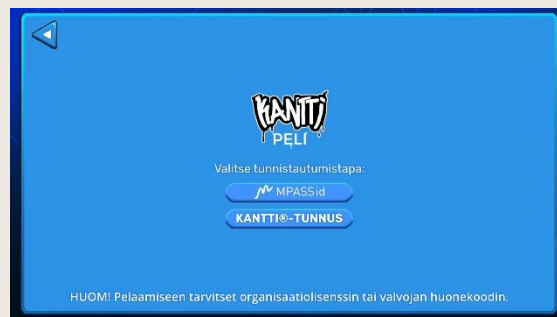 KANTTI
PELI
Valitse tunnistautumistapa:
MPASSid
KANTTI®-TUNNUS
HUOM! Pelaamiseen tarvitset organisaatiolisenssin tai valvojan huonekoodin.